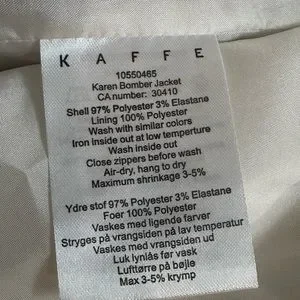 KAFFE
10550465
Karen Bomber Jacket
CA number: 30410
Shell 97% Polyester 3% Elastane
Lining 100% Polyester
Wash with similar colors
Iron inside out at low temperture
Wash inside out
Close zippers before wash
Air-dry, hang to dry
Maximum shrinkage 3-5%
Ydre stof 97% Polyester 3% Elastane
Foer 100% Polyester
Vaskes med ligende farver
Stryges på vrangsiden på lav temperatur
Vaskes med vrangsiden ud
Luk lynlås før vask
Lufttørre på bøjle
Max 3-5% krymp